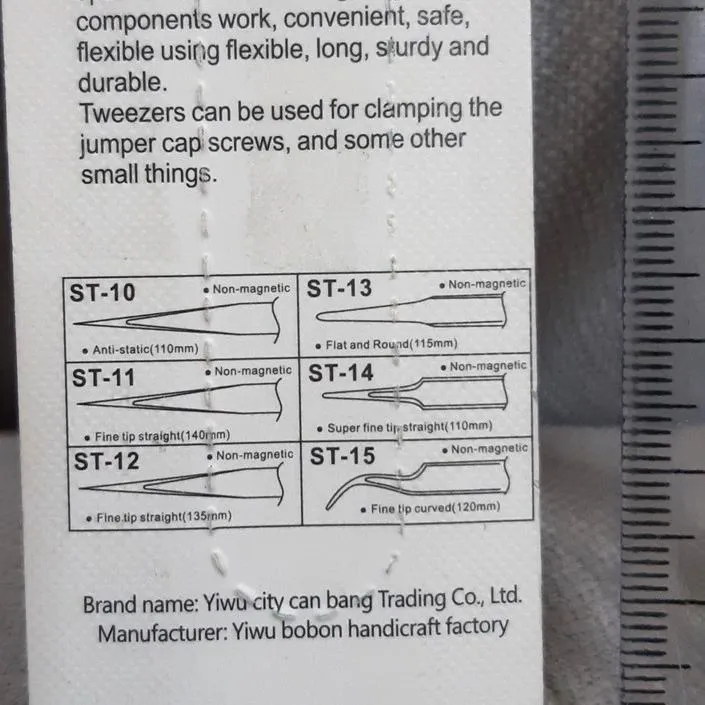 components work, convenient, safe,
flexible using flexible, long, sturdy and
durable.
Tweezers can be used for clamping the
jumper cap screws, and some other
small things.
ST-10 • Non-magnetic
• Anti-static(110mm)
ST-13 • Non-magnetic
• Flat and Round(115mm)
ST-11 • Non-magnetic
• Fine tip straight(140mm)
ST-14 • Non-magnetic
• Super fine tip straight(110mm)
ST-12 • Non-magnetic
• Fine tip straight(135mm)
ST-15 • Non-magnetic
• Fine tip curved(120mm)
Brand name: Yiwu city can bang Trading Co., Ltd.
Manufacturer: Yiwu bobon handicraft factory